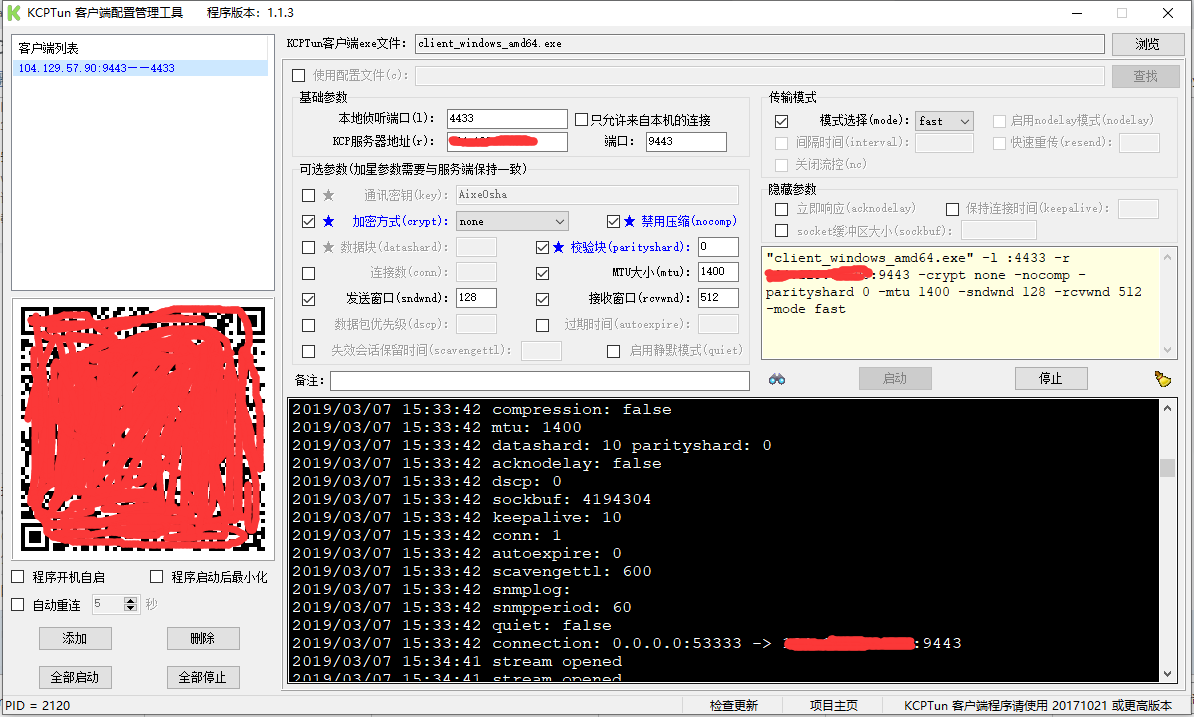 KCPTun 客户端配置管理工具 程序版本：1.1.3
客户端列表
104.129.57.90:9443——4433
KCPTun客户端exe文件： client_windows_amd64.exe 浏览
使用配置文件(c)： 查找
基础参数
本地侦听端口(l)： 4433 只允许来自本机的连接
KCP服务器地址(r)： 端口： 9443
可选参数(加星参数需要与服务端保持一致)
★ 通讯密钥(key)： AixeOsha
★ 加密方式(crypt)： none ★ 禁用压缩(nocomp)
★ 数据块(datashard)： ★ 校验块(parityshard)： 0
连接数(conn)： MTU大小(mtu)： 1400
发送窗口(sndwnd)： 128 接收窗口(rcvwnd)： 512
数据包优先级(dscp)： 过期时间(autoexpire)：
失效会话保留时间(scavengettl)： 启用静默模式(quiet)
备注：
传输模式
模式选择(mode)： fast 启用nodelay模式(nodelay)
间隔时间(interval)： 快速重传(resend)：
关闭流控(nc)
隐藏参数
立即响应(acknodelay) 保持连接时间(keepalive)：
socket缓冲区大小(sockbuf)：
"client_windows_amd64.exe" -l :4433 -r
:9443 -crypt none -nocomp -
parityshard 0 -mtu 1400 -sndwnd 128 -rcvwnd 512
-mode fast
启动 停止
2019/03/07 15:33:42 compression: false
2019/03/07 15:33:42 mtu: 1400
2019/03/07 15:33:42 datashard: 10 parityshard: 0
2019/03/07 15:33:42 acknodelay: false
2019/03/07 15:33:42 dscp: 0
2019/03/07 15:33:42 sockbuf: 4194304
2019/03/07 15:33:42 keepalive: 10
2019/03/07 15:33:42 conn: 1
2019/03/07 15:33:42 autoexpire: 0
2019/03/07 15:33:42 scavengettl: 600
2019/03/07 15:33:42 snmplog:
2019/03/07 15:33:42 snmpperiod: 60
2019/03/07 15:33:42 quiet: false
2019/03/07 15:33:42 connection: 0.0.0.0:53333 -> :9443
2019/03/07 15:34:41 stream opened
2019/03/07 15:34:41 stream opened
程序开机自启 程序启动后最小化
自动重连 5 秒
添加 删除
全部启动 全部停止
PID = 2120 检查更新 项目主页 KCPTun 客户端程序请使用 20171021 或更高版本